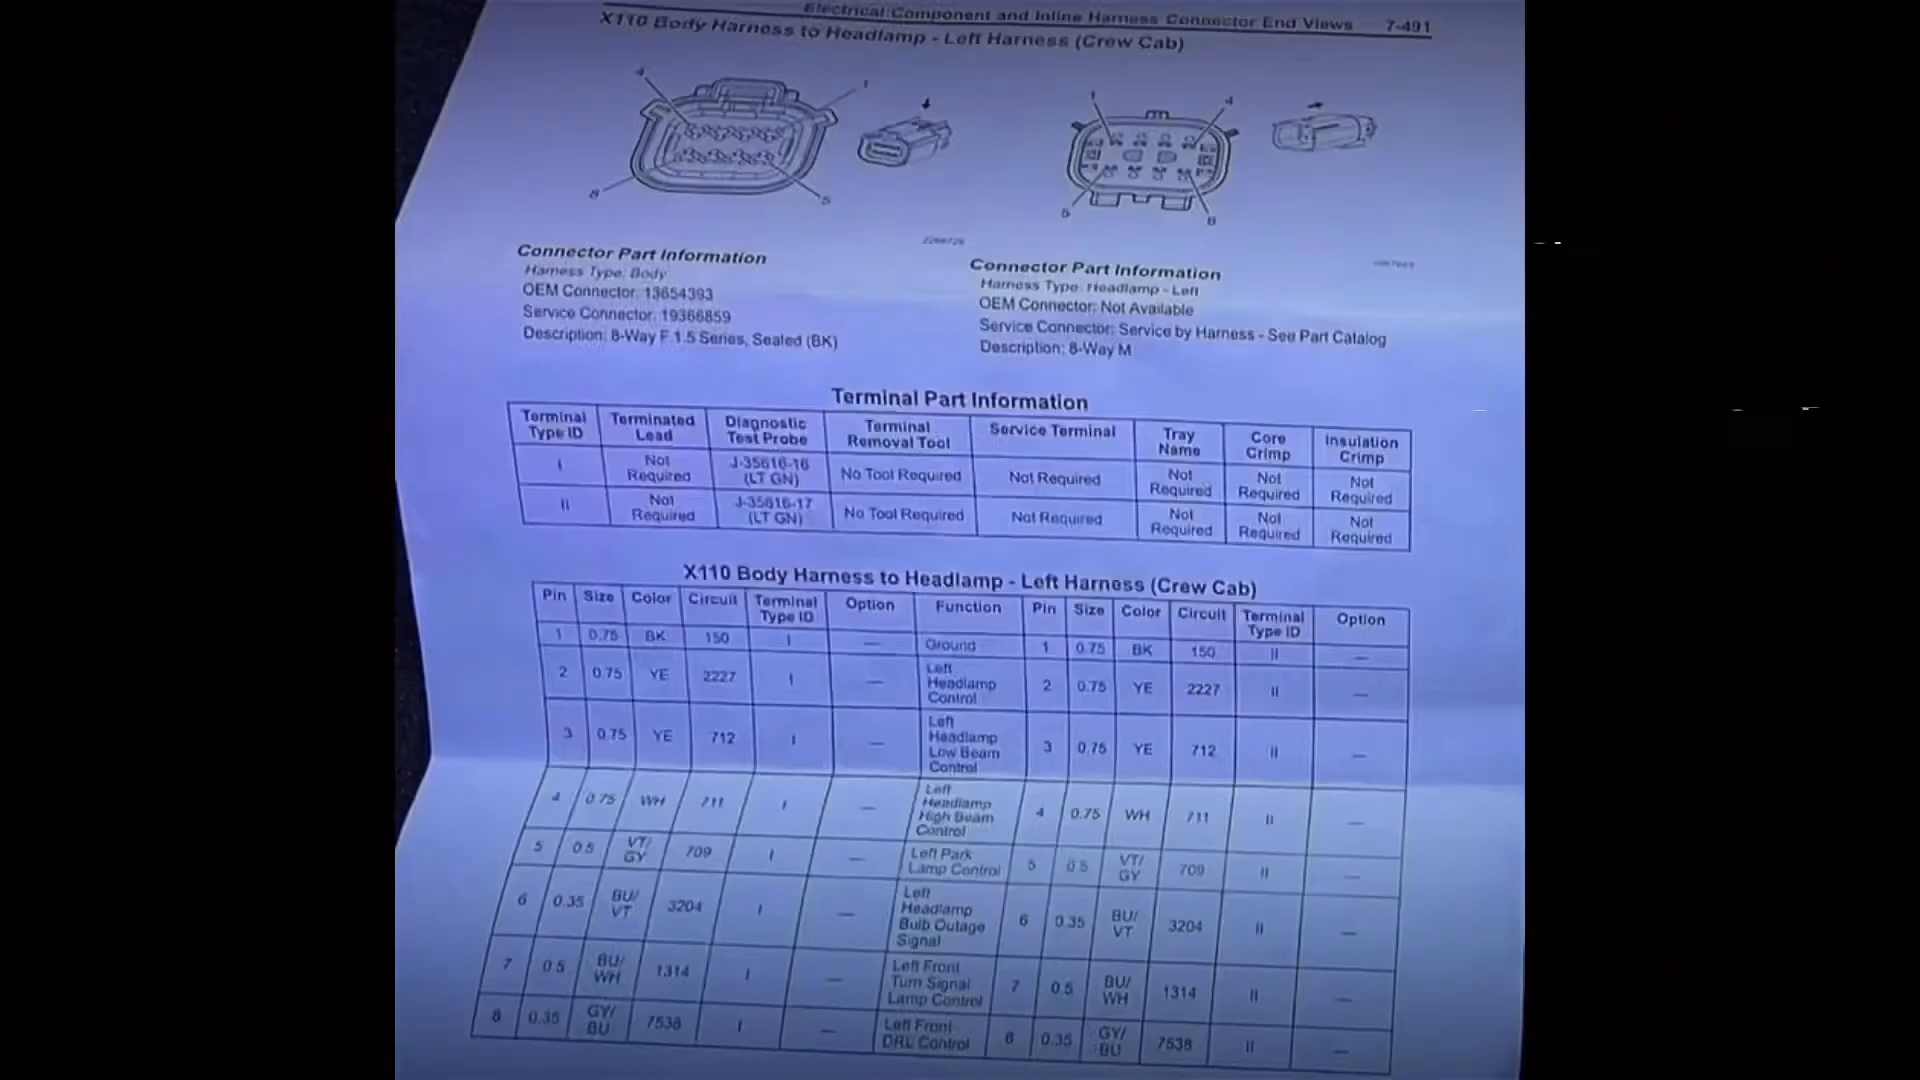 Electrical Component and Inline Harness Connector End Views 7-491
X110 Body Harness to Headlamp - Left Harness (Crew Cab)
4 1 1 4
8 5 5 8
Connector Part Information
Harness Type: Body
OEM Connector: 13654393
Service Connector: 19366859
Description: 8-Way F 1.5 Series, Sealed (BK)
Connector Part Information
Harness Type: Headlamp - Left
OEM Connector: Not Available
Service Connector: Service by Harness - See Part Catalog
Description: 8-Way M
Terminal Part Information
Terminal Type ID Terminated Lead Diagnostic Test Probe Terminal Removal Tool Service Terminal Tray Name Core Crimp Insulation Crimp
I Not Required J-35616-16 (LT GN) No Tool Required Not Required Not Required Not Required Not Required
II Not Required J-35616-17 (LT GN) No Tool Required Not Required Not Required Not Required Not Required
X110 Body Harness to Headlamp - Left Harness (Crew Cab)
Pin Size Color Circuit Terminal Type ID Option Function Pin Size Color Circuit Terminal Type ID Option
1 0.75 BK 150 I — Ground 1 0.75 BK 150 II —
2 0.75 YE 2227 I — Left Headlamp Control 2 0.75 YE 2227 II —
3 0.75 YE 712 I — Left Headlamp Low Beam Control 3 0.75 YE 712 II —
4 0.75 WH 711 I — Left Headlamp High Beam Control 4 0.75 WH 711 II —
5 0.5 VT/GY 709 I — Left Park Lamp Control 5 0.5 VT/GY 709 II —
6 0.35 BU/VT 3204 I — Left Headlamp Bulb Outage Signal 6 0.35 BU/VT 3204 II —
7 0.5 BU/WH 1314 I — Left Front Turn Signal Lamp Control 7 0.5 BU/WH 1314 II —
8 0.35 GY/BU 7538 I — Left Front DRL Control 8 0.35 GY/BU 7538 II —